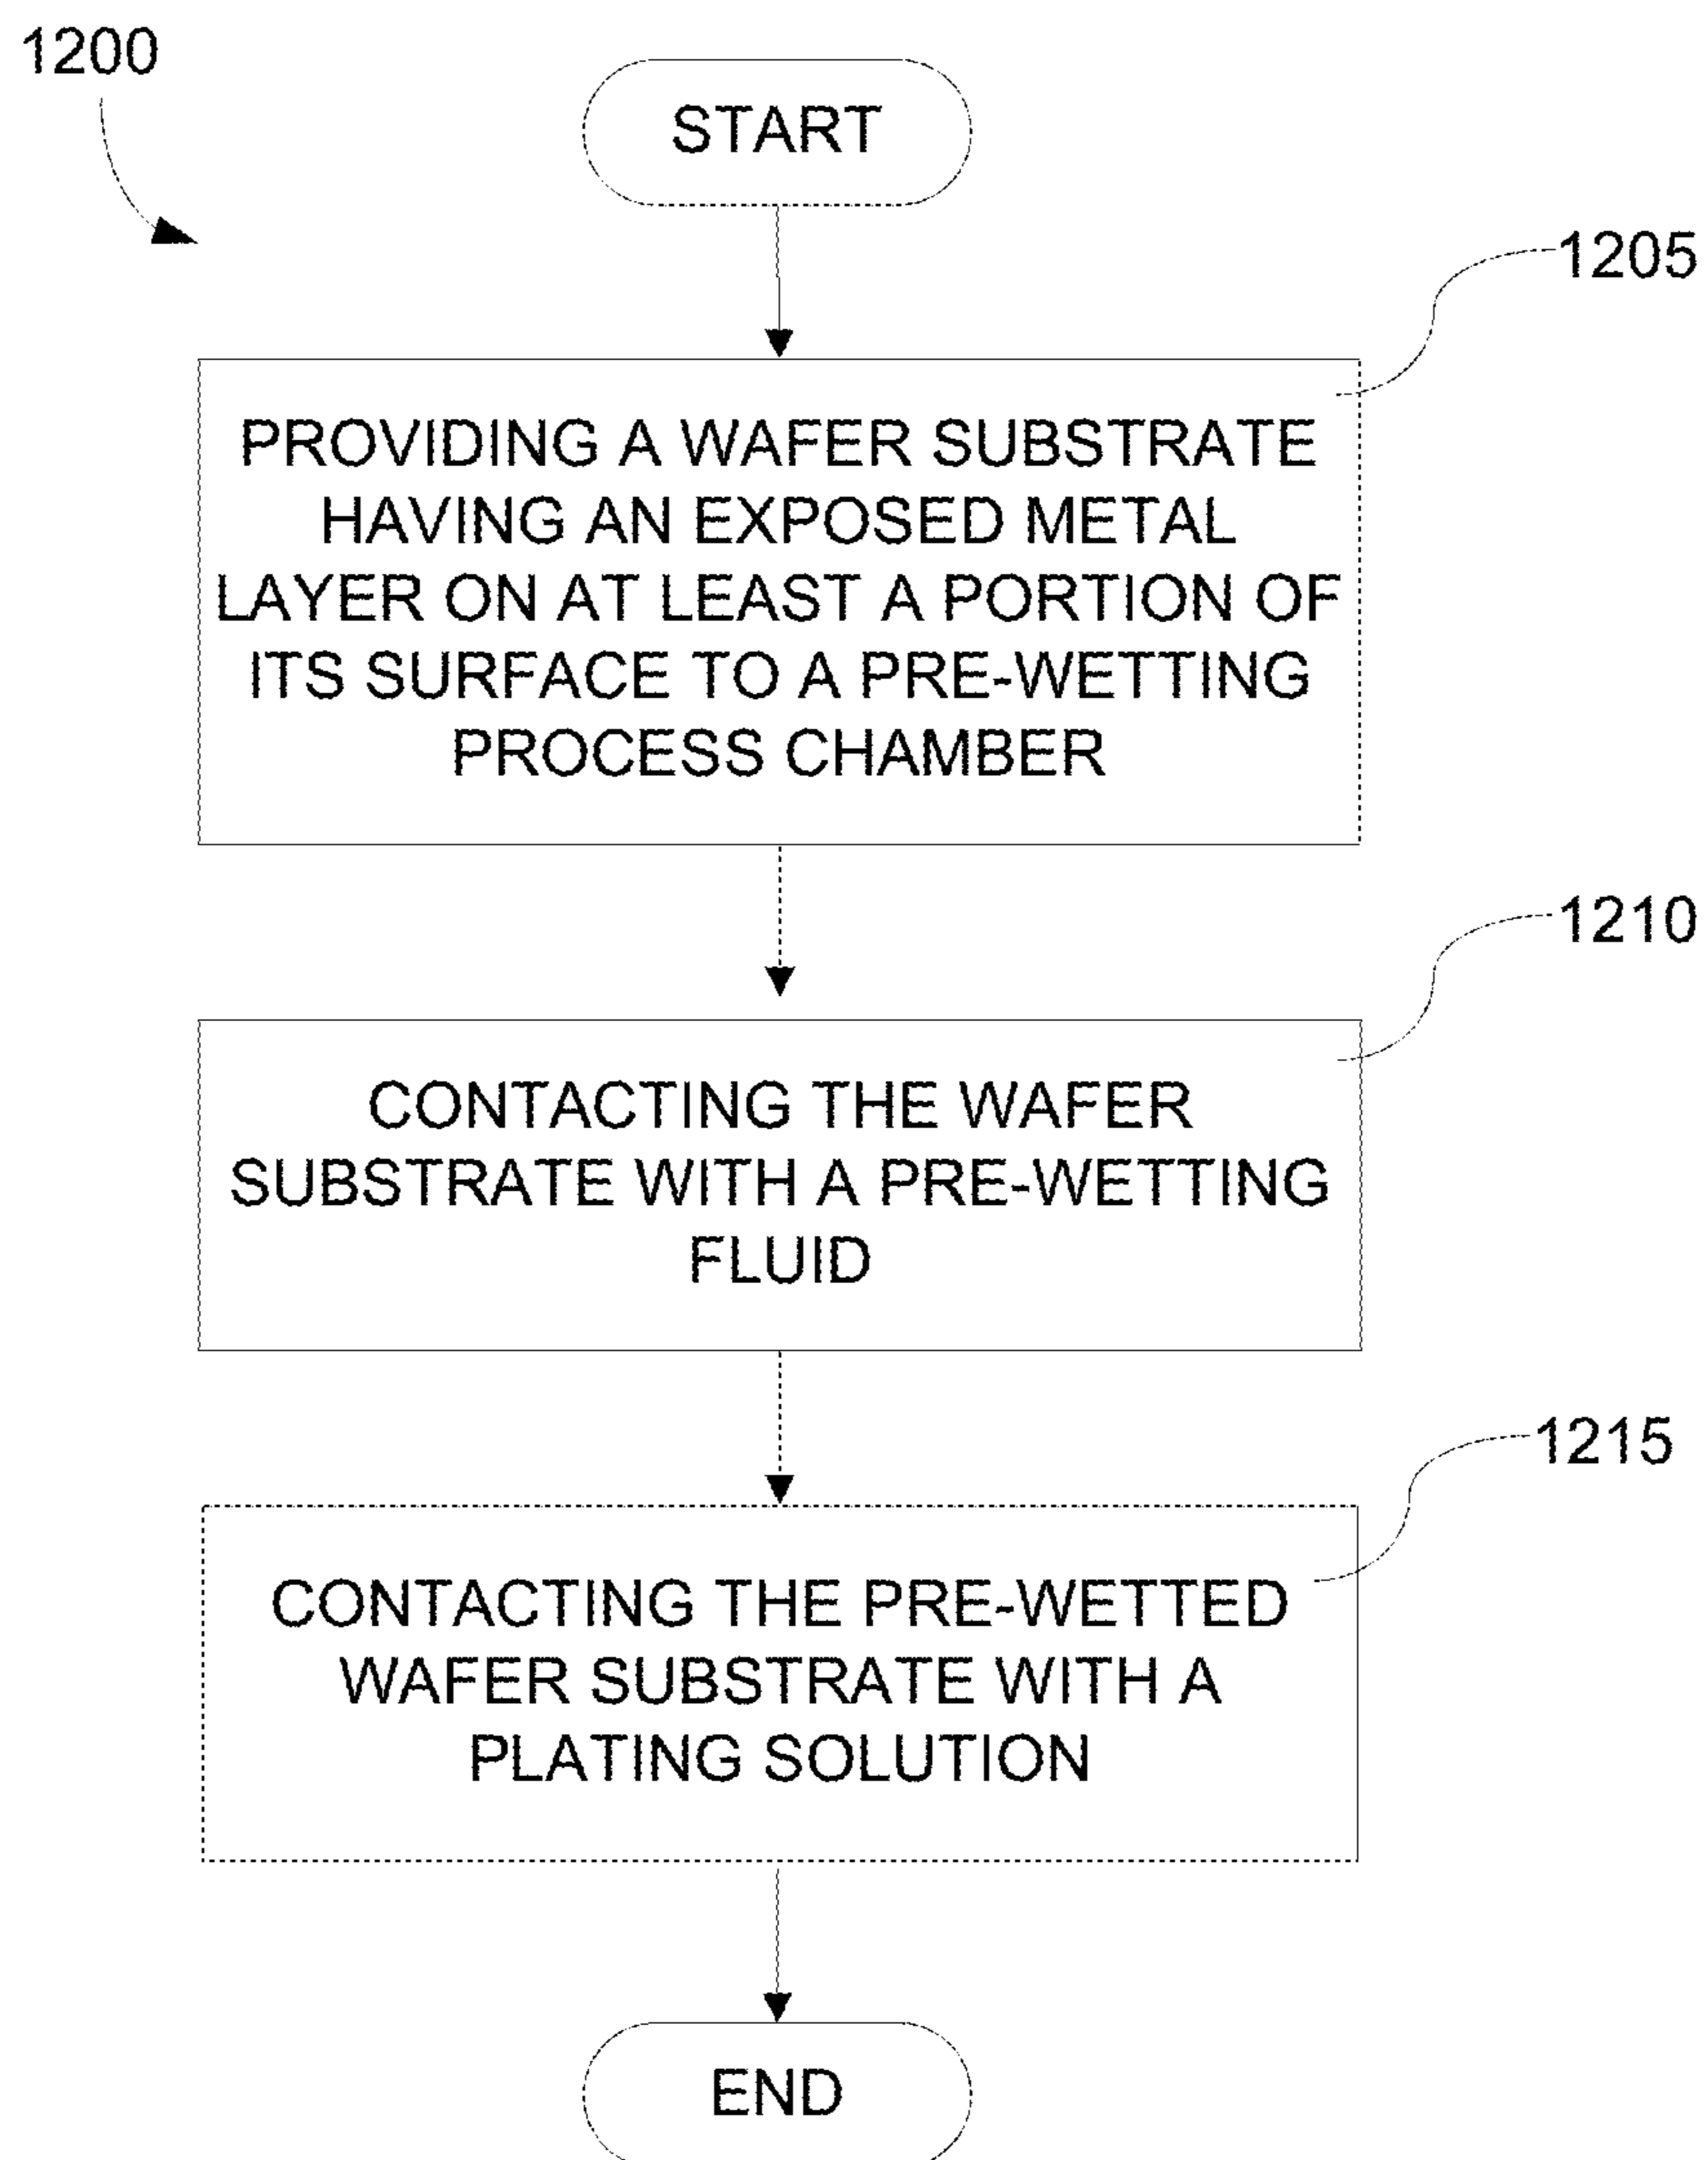 1200
START
1205
PROVIDING A WAFER SUBSTRATE
HAVING AN EXPOSED METAL
LAYER ON AT LEAST A PORTION OF
ITS SURFACE TO A PRE-WETTING
PROCESS CHAMBER
1210
CONTACTING THE WAFER
SUBSTRATE WITH A PRE-WETTING
FLUID
1215
CONTACTING THE PRE-WETTED
WAFER SUBSTRATE WITH A
PLATING SOLUTION
END